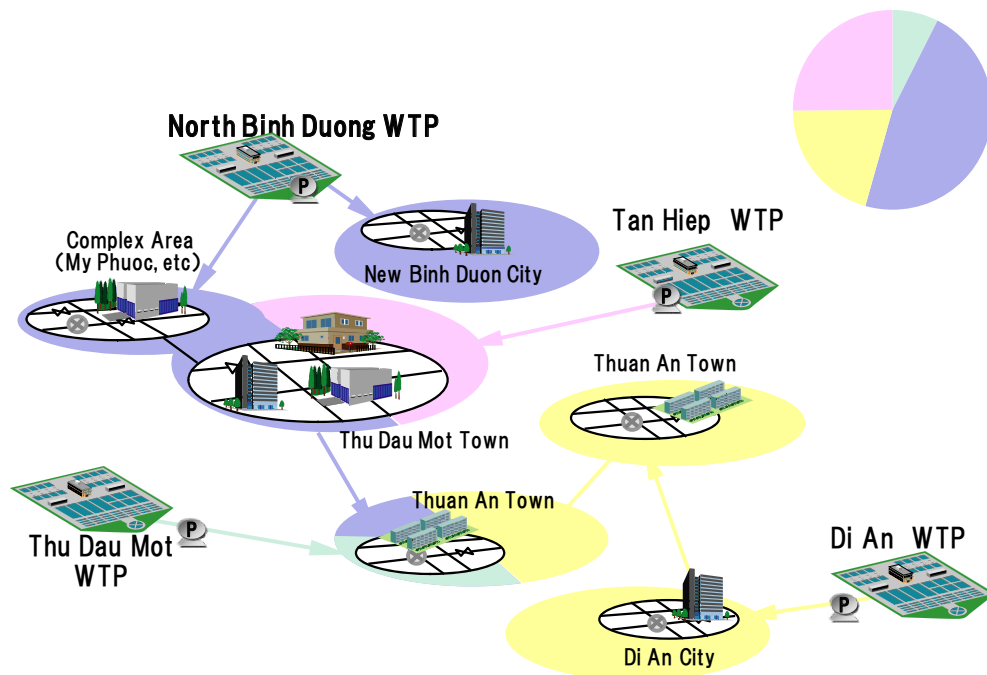 North Binh Duong WTP
P
Tan Hiep WTP
Complex Area
(My Phuoc, etc)
New Binh Duon City
P
Thuan An Town
Thu Dau Mot Town
Thuan An Town
P
Thu Dau Mot
WTP
Di An WTP
P
Di An City